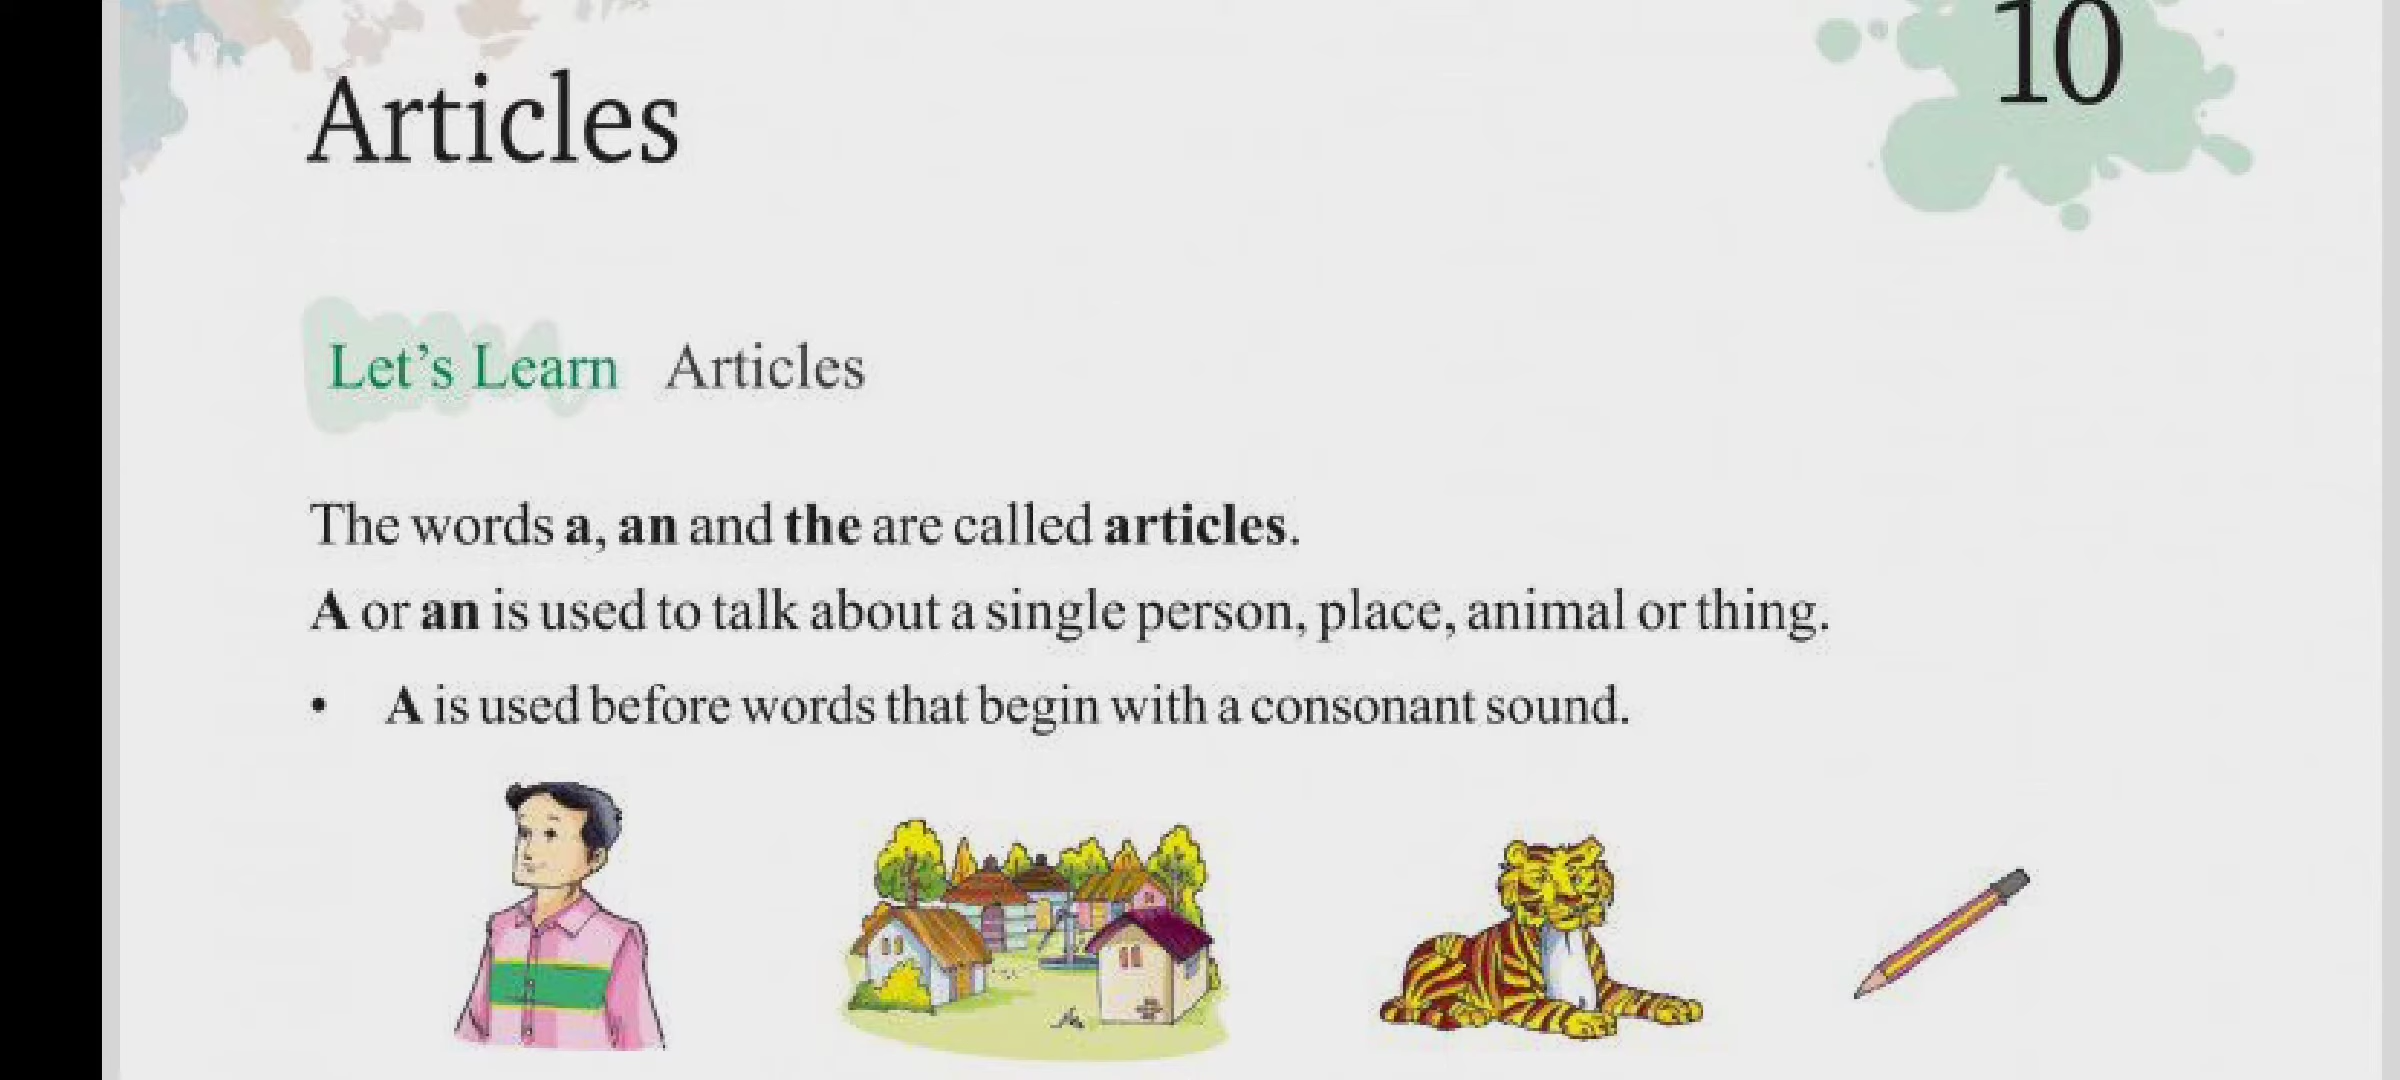 10
Articles
Let's Learn Articles
The words a, an and the are called articles.
A or an is used to talk about a single person, place, animal or thing.
• A is used before words that begin with a consonant sound.